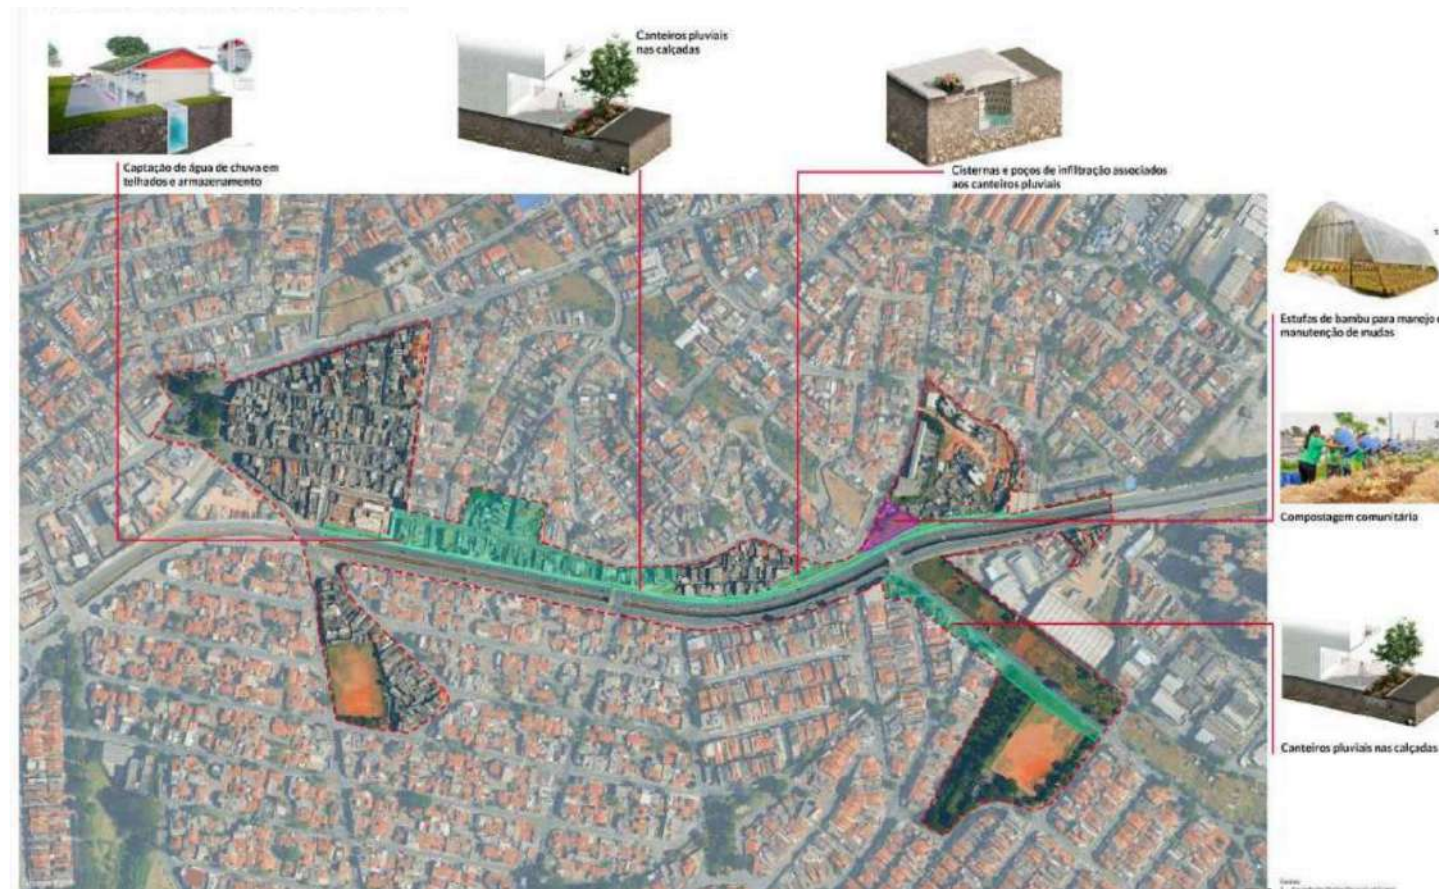 Canteiros pluviais
nas calçadas
Captação de água de chuva em
telhados e armazenamento
Cisternas e poços de infiltração associados
aos canteiros pluviais
Estufas de bambu para manejo
manutenção de mudas
Compostagem comunitária
Canteiros pluviais nas calçadas